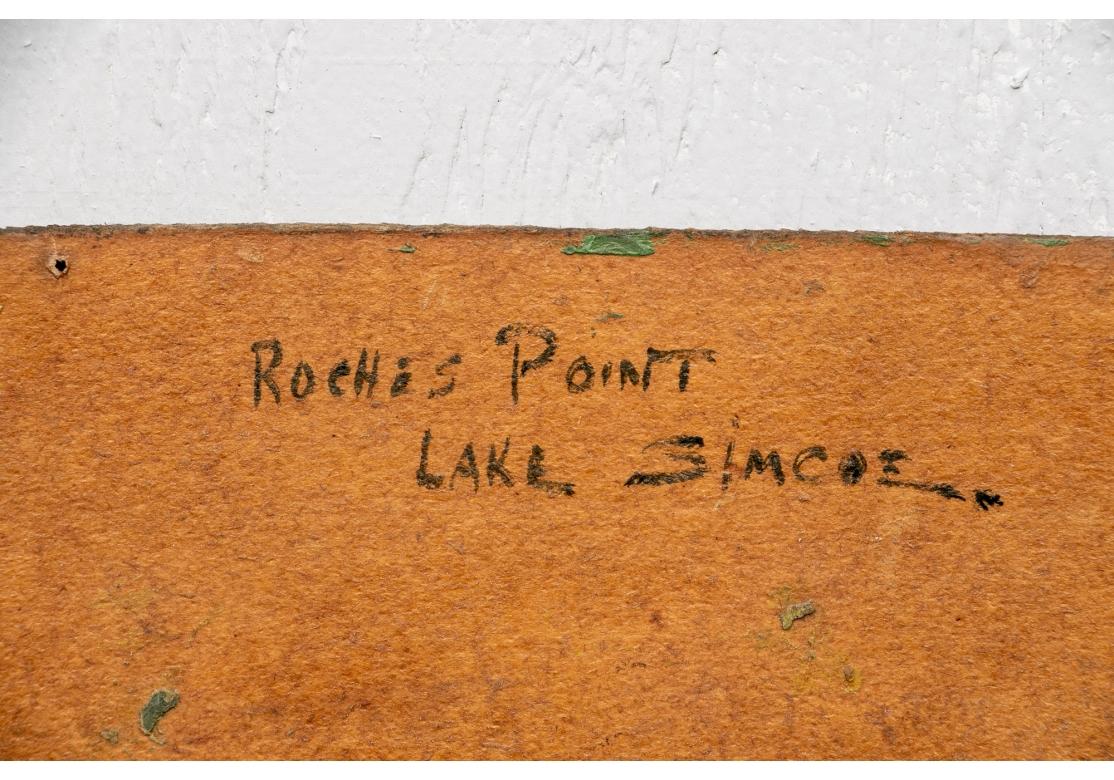 ROCHES POINT
LAKE SIMCOE.